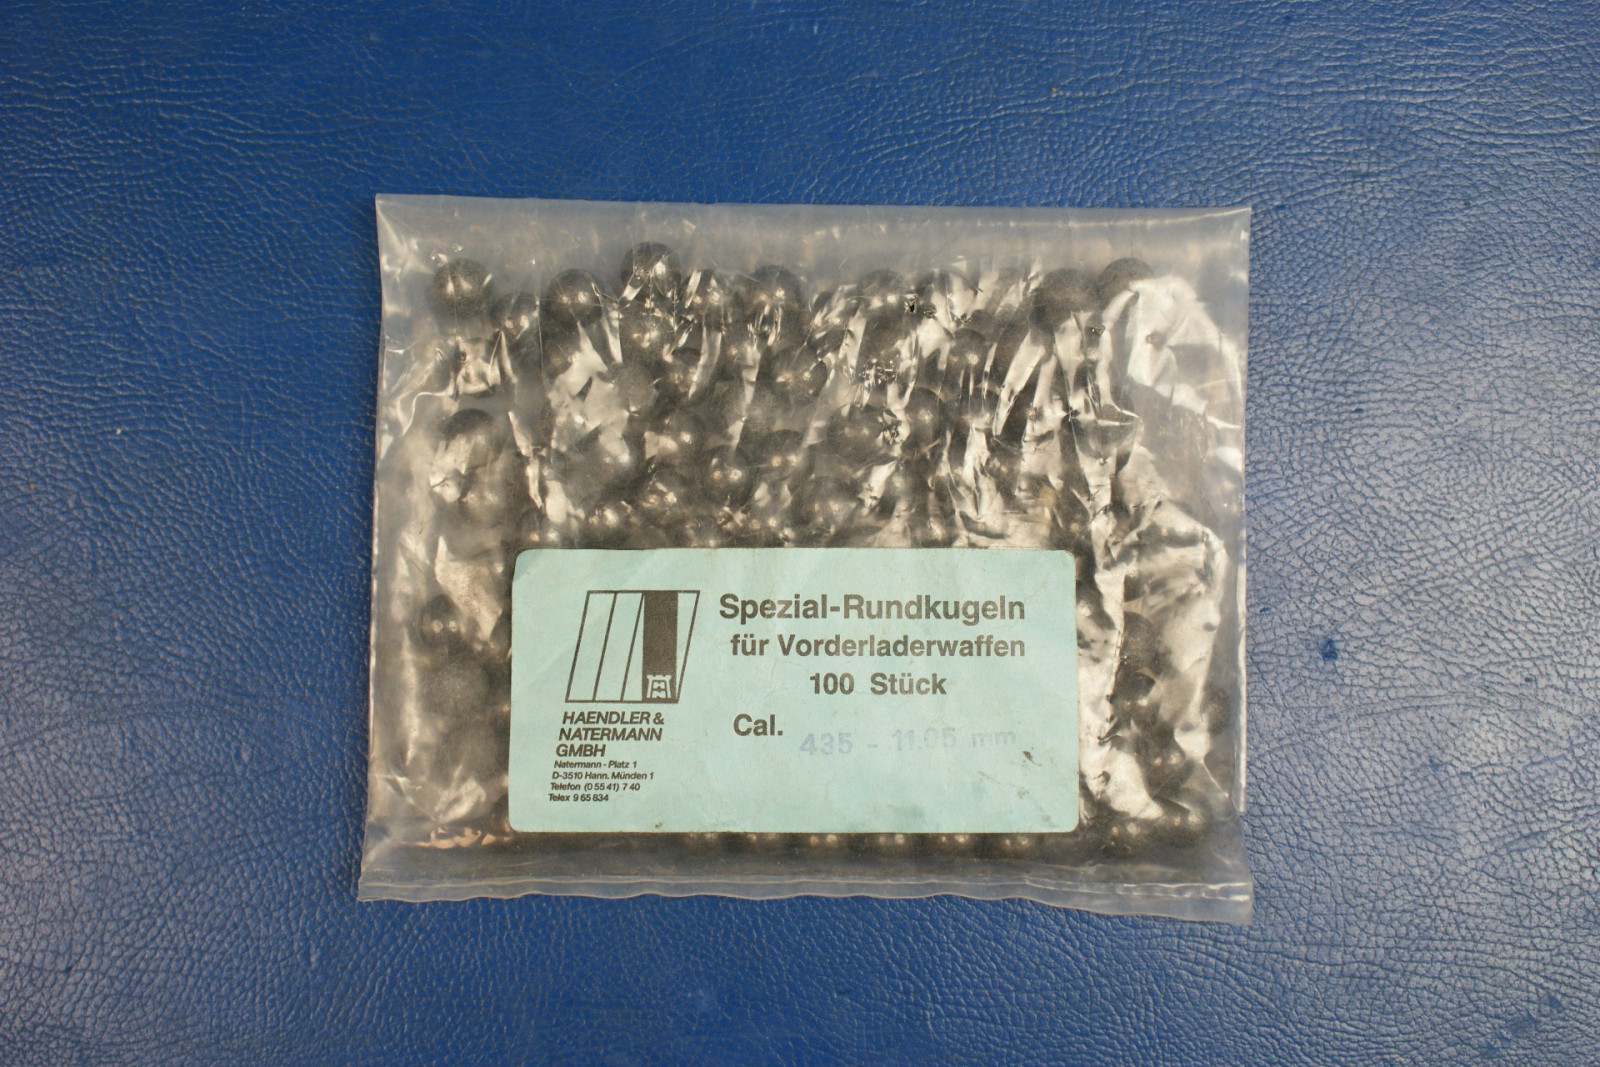 Spezial-Rundkugeln
für Vorderladerwaffen
100 Stück
Cal. 435 - 11.05 mm
HAENDLER &
NATERMANN
GMBH
Natermann-Platz 1
D-3510 Hann. Münden 1
Telefon (0 55 41) 7 40
Telex 9 65 834